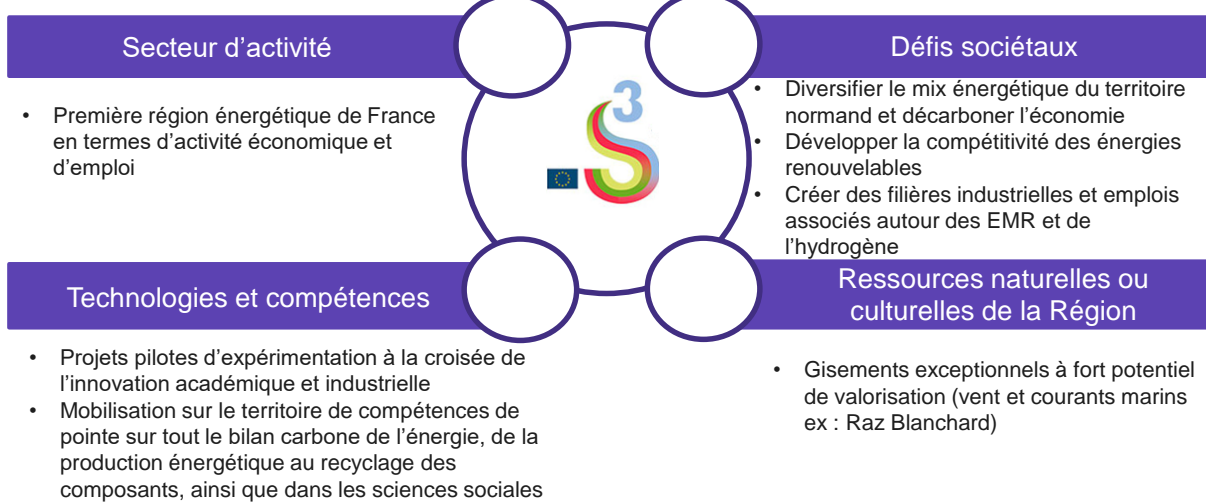 Secteur d’activité
• Première région énergétique de France
en termes d’activité économique et
d’emploi
Défis sociétaux
• Diversifier le mix énergétique du territoire
normand et décarboner l’économie
• Développer la compétitivité des énergies
renouvelables
• Créer des filières industrielles et emplois
associés autour des EMR et de
l’hydrogène
S3
Technologies et compétences
• Projets pilotes d’expérimentation à la croisée de
l’innovation académique et industrielle
• Mobilisation sur le territoire de compétences de
pointe sur tout le bilan carbone de l’énergie, de la
production énergétique au recyclage des
composants, ainsi que dans les sciences sociales
Ressources naturelles ou
culturelles de la Région
• Gisements exceptionnels à fort potentiel
de valorisation (vent et courants marins
ex : Raz Blanchard)